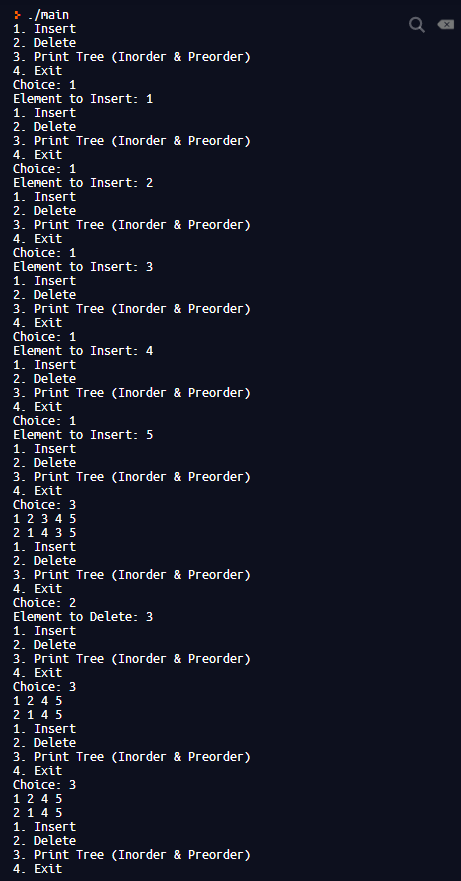 > ./main
1. Insert
2. Delete
3. Print Tree (Inorder & Preorder)
4. Exit
Choice: 1
Element to Insert: 1
1. Insert
2. Delete
3. Print Tree (Inorder & Preorder)
4. Exit
Choice: 1
Element to Insert: 2
1. Insert
2. Delete
3. Print Tree (Inorder & Preorder)
4. Exit
Choice: 1
Element to Insert: 3
1. Insert
2. Delete
3. Print Tree (Inorder & Preorder)
4. Exit
Choice: 1
Element to Insert: 4
1. Insert
2. Delete
3. Print Tree (Inorder & Preorder)
4. Exit
Choice: 1
Element to Insert: 5
1. Insert
2. Delete
3. Print Tree (Inorder & Preorder)
4. Exit
Choice: 3
1 2 3 4 5
2 1 4 3 5
1. Insert
2. Delete
3. Print Tree (Inorder & Preorder)
4. Exit
Choice: 2
Element to Delete: 3
1. Insert
2. Delete
3. Print Tree (Inorder & Preorder)
4. Exit
Choice: 3
1 2 4 5
2 1 4 5
1. Insert
2. Delete
3. Print Tree (Inorder & Preorder)
4. Exit
Choice: 3
1 2 4 5
2 1 4 5
1. Insert
2. Delete
3. Print Tree (Inorder & Preorder)
4. Exit